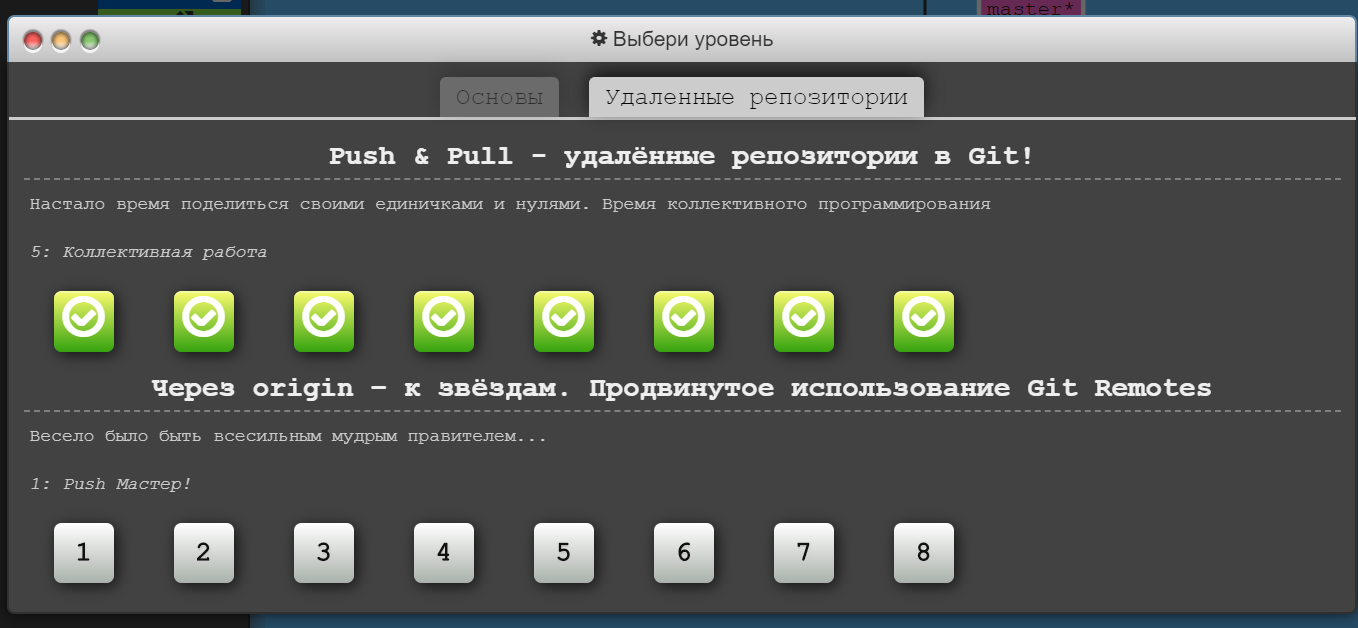 master*
Выбери уровень
Основы
Удаленные репозитории
Push & Pull - удалённые репозитории в Git!
Настало время поделиться своими единичками и нулями. Время коллективного программирования
5: Коллективная работа
Через origin – к звёздам. Продвинутое использование Git Remotes
Весело было быть всесильным мудрым правителем...
1: Push Мастер!
1 2 3 4 5 6 7 8